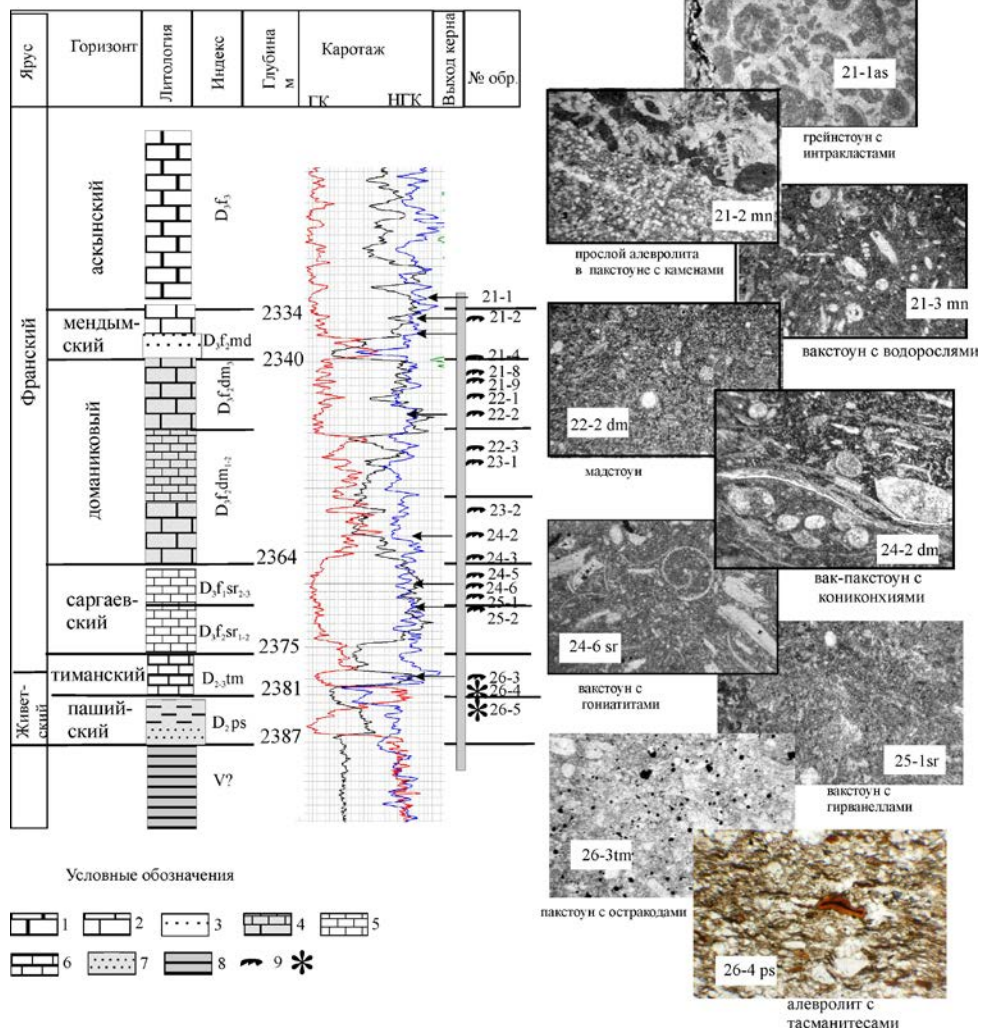 Ярус
Горизонт
Литология
Индекс
Глубина м
Каротаж
ГК
НГК
Выход керна
№ обр.
Франский
Живет-
ский
аскынский
D₃f₃
2334
мендым-
ский
D₃f₂md
2340
доманиковый
D₃f₂dm₃
D₃f₂dm₁₋₂
2364
саргаев-
ский
D₃f₁sr₂₋₃
D₃f₂sr₁₋₂
2375
тиманский
D₂₋₃tm
2381
паший-
ский
D₂ps
2387
V?
21-1
21-2
21-4
21-8
21-9
22-1
22-2
22-3
23-1
23-2
24-2
24-3
24-5
24-6
25-1
25-2
26-3
26-4
26-5
21-1as
грейнстоун с
интракластами
21-2 mn
прослой алевролита
в пакстоуне с каменами
21-3 mn
вакстоун с водорослями
22-2 dm
мадстоун
24-2 dm
вак-пакстоун с
кониконхиями
24-6 sr
вакстоун с
гониатитами
25-1sr
вакстоун с
гирванеллами
26-3tm
пакстоун с остракодами
26-4 ps
алевролит с
тасманитесами
Условные обозначения
1 2 3 4 5
6 7 8 9